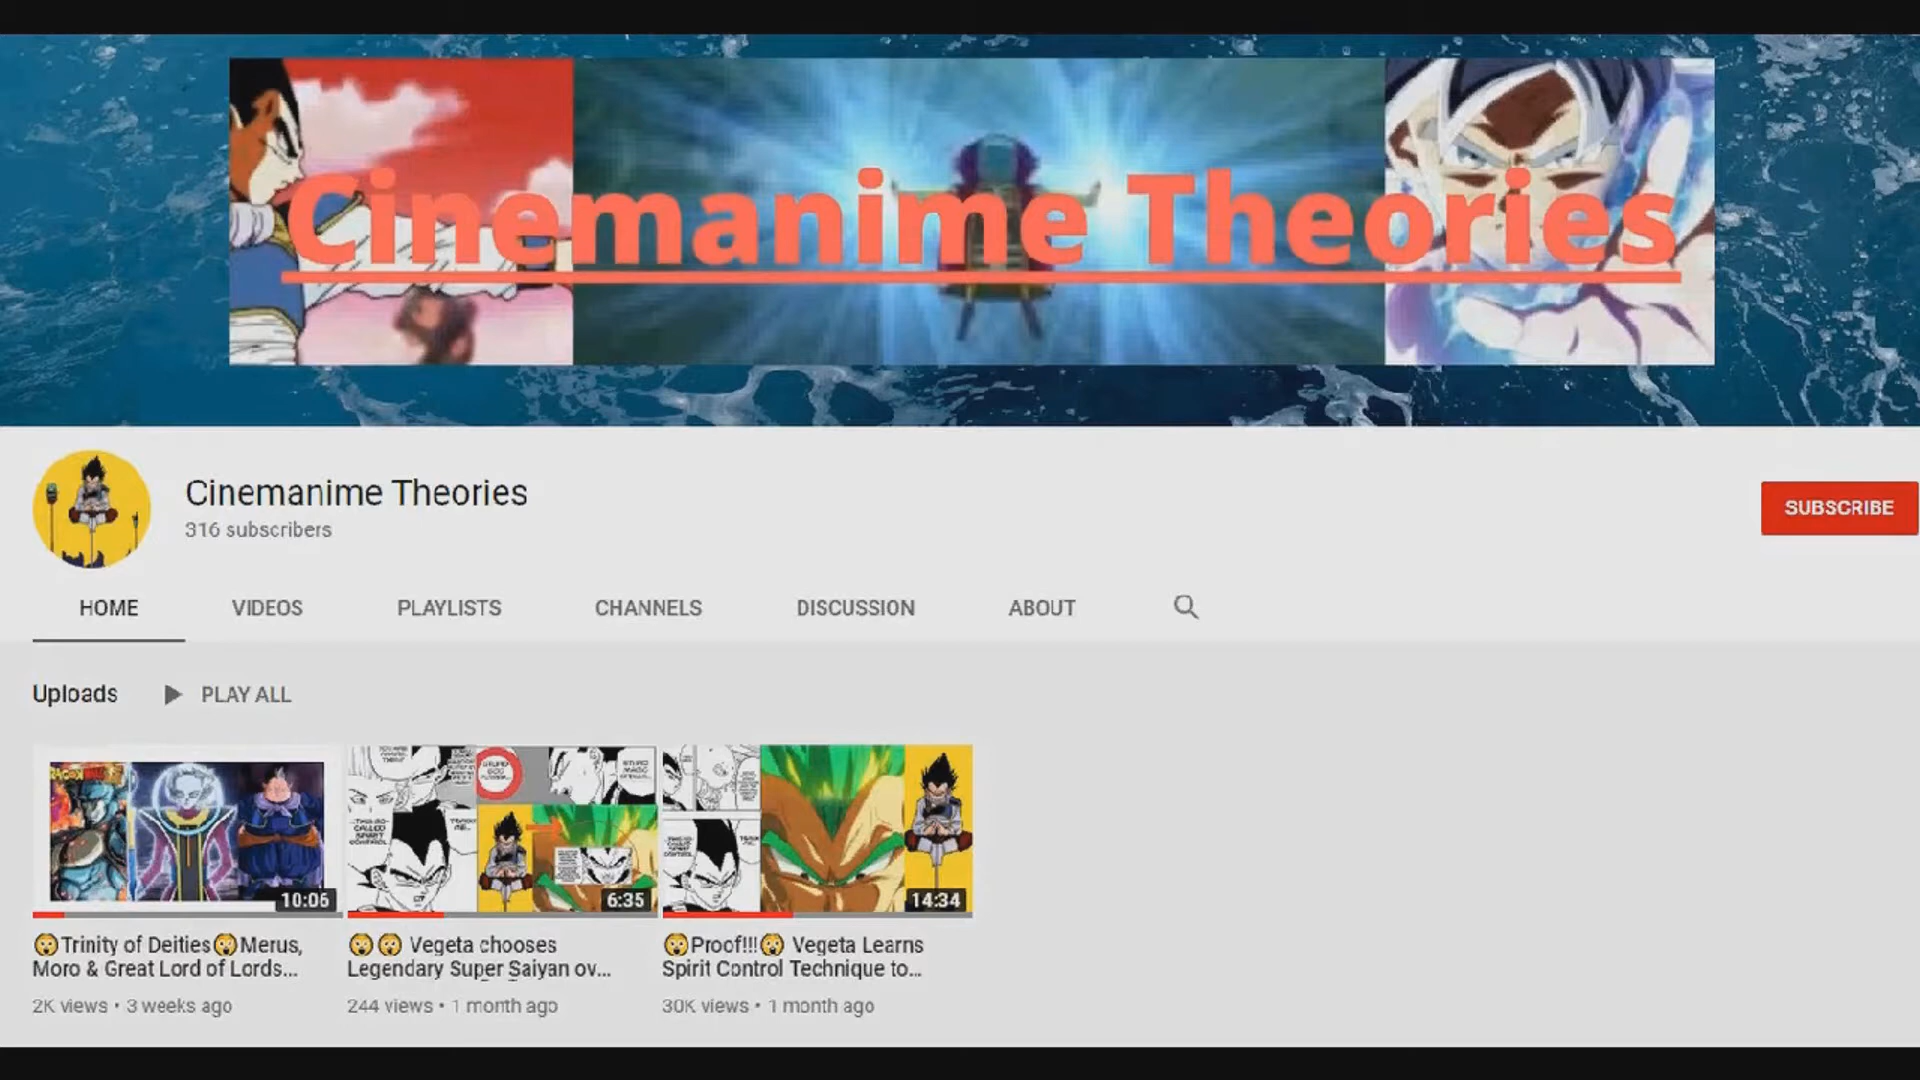 Cinemanime Theories
Cinemanime Theories
316 subscribers
SUBSCRIBE
HOME VIDEOS PLAYLISTS CHANNELS DISCUSSION ABOUT
Uploads PLAY ALL
10:06
6:35
14:34
😲Trinity of Deities😲Merus,
Moro & Great Lord of Lords...
2K views • 3 weeks ago
😲😲 Vegeta chooses
Legendary Super Saiyan ov...
244 views • 1 month ago
😲Proof!!!😲 Vegeta Learns
Spirit Control Technique to...
30K views • 1 month ago